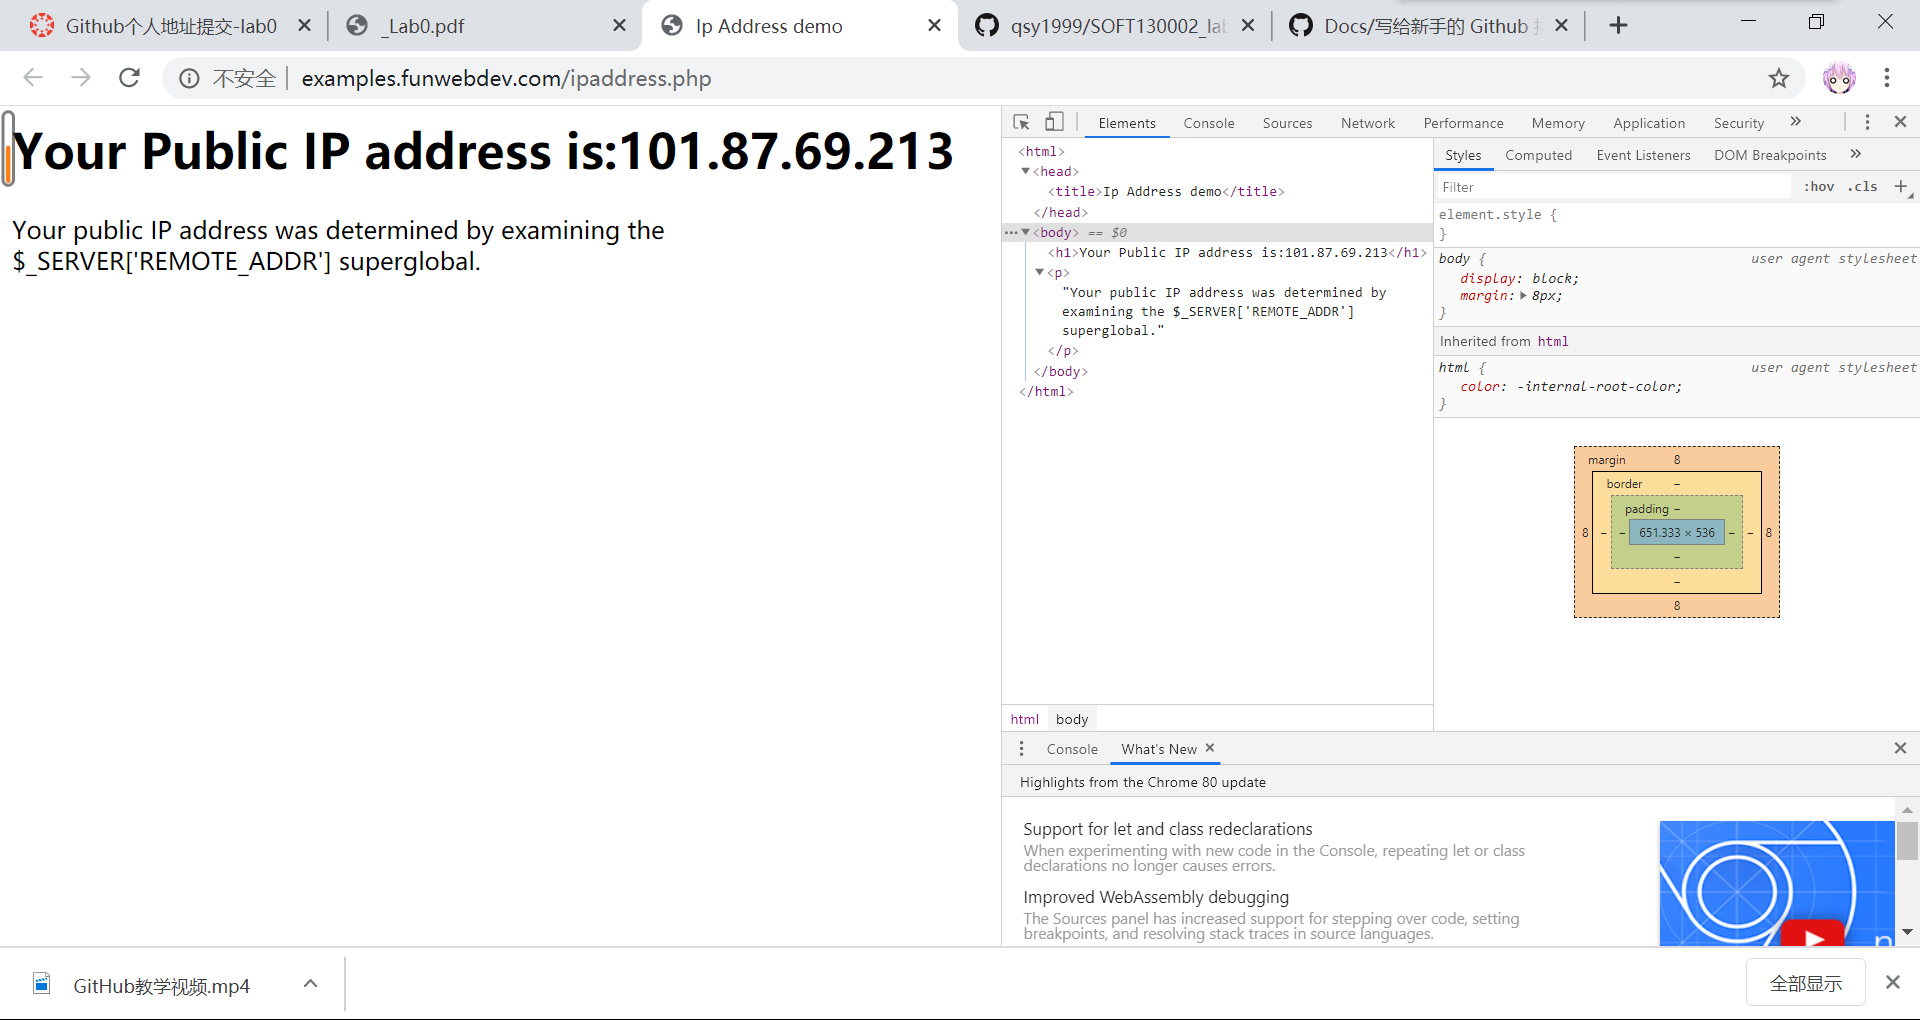 Github个人地址提交-lab0
_Lab0.pdf
Ip Address demo
qsy1999/SOFT130002_lab
Docs/写给新手的 Github
不安全 examples.funwebdev.com/ipaddress.php
Your Public IP address is:101.87.69.213
Your public IP address was determined by examining the
$_SERVER['REMOTE_ADDR'] superglobal.
Elements Console Sources Network Performance Memory Application Security »
<html>
<head>
<title>Ip Address demo</title>
</head>
<body> == $0
<h1>Your Public IP address is:101.87.69.213</h1>
<p>
"Your public IP address was determined by
examining the $_SERVER['REMOTE_ADDR']
superglobal."
</p>
</body>
</html>
html body
Styles Computed Event Listeners DOM Breakpoints »
Filter :hov .cls +
element.style {
}
body { user agent stylesheet
display: block;
margin: 8px;
}
Inherited from html
html { user agent stylesheet
color: -internal-root-color;
}
margin 8
border –
padding –
8 – – 651.333 × 536 – – 8
–
–
8
Console What's New
Highlights from the Chrome 80 update
Support for let and class redeclarations
When experimenting with new code in the Console, repeating let or class
declarations no longer causes errors.
Improved WebAssembly debugging
The Sources panel has increased support for stepping over code, setting
breakpoints, and resolving stack traces in source languages.
n
GitHub教学视频.mp4
全部显示